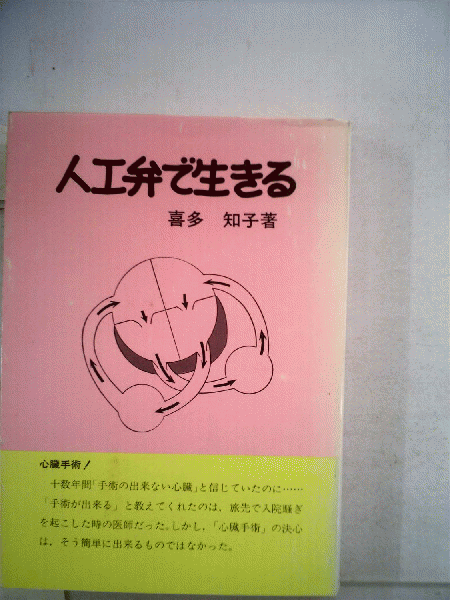 人工弁で生きる
喜多 知子著
心臓手術!
十数年間「手術の出来ない心臓」と信じていたのに……
「手術が出来る」と教えてくれたのは、旅先で入院騒ぎ
を起こした時の医師だった。しかし、「心臓手術」の決心
は、そう簡単に出来るものではなかった。